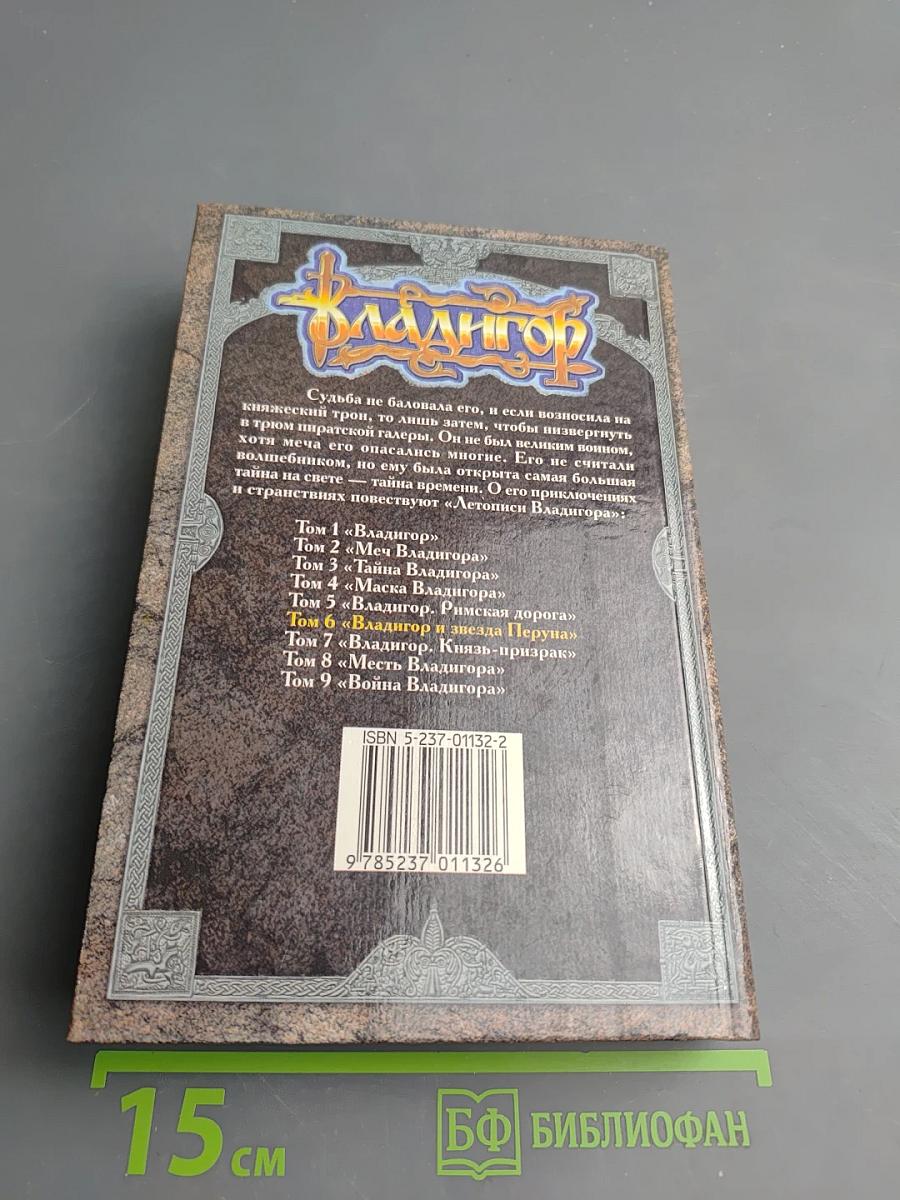 Владигор
Судьба не баловала его, и если возносила на
княжеский трон, то лишь затем, чтобы низвергнуть
в трюм пиратской галеры. Он не был великим воином,
хотя меча его опасались многие. Его не считали
волшебником, но ему была открыта самая большая
тайна на свете — тайна времени. О его приключениях
и странствиях повествуют «Летописи Владигора»:
Том 1 «Владигор»
Том 2 «Меч Владигора»
Том 3 «Тайна Владигора»
Том 4 «Маска Владигора»
Том 5 «Владигор. Римская дорога»
Том 6 «Владигор и звезда Перуна»
Том 7 «Владигор. Князь-призрак»
Том 8 «Месть Владигора»
Том 9 «Война Владигора»
ISBN 5-237-01132-2
9 785237 011326
15 см
БФ БИБЛИОФАН